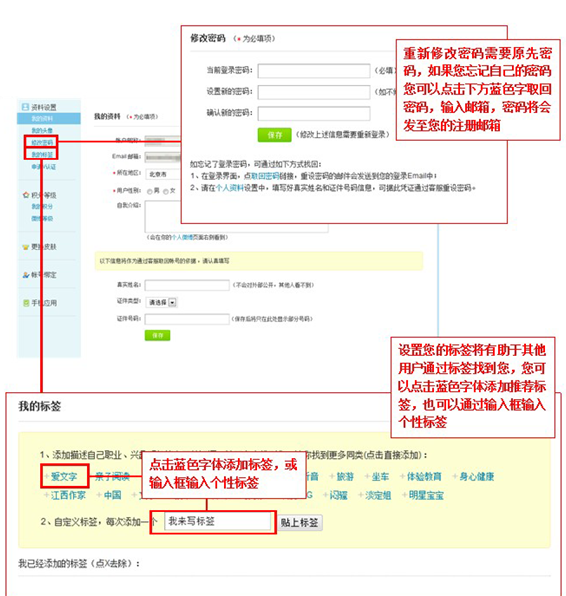 修改密码 （*为必填项）
当前登录密码： （必填）
设置新的密码：
确认新的密码：
保存 （修改上述信息需要重新登录）
如忘记了登录密码，可通过如下方式找回：
1、在登录界面，点取回密码链接，重设密码的邮件会发送到您的登录Email中；
2、请在个人资料设置中，填写好真实姓名和证件号码信息，可据此凭证通过客服重设密码。
重新修改密码需要原先密
码，如果您忘记自己的密码
您可以点击下方蓝色字取回
密码，输入邮箱，密码将会
发至您的注册邮箱
资料设置
我的资料
我的头像
修改密码
我的标签
申请V认证
积分等级
我的积分
微博等级
更换皮肤
帐号绑定
手机应用
我的资料 （*为必填项）
Email 邮箱：
*所在地区： 北京市
*用户性别： 男 女
自我介绍：
（会在你的个人微博页面右侧看到）
以下信息将作为通过客服取回帐号的依据，请认真填写
真实姓名： （不会对外部公开，其他人看不到）
证件类型： 请选择
证件号码： （保存后将只在此处显示部分号码）
保存
设置您的标签将有助于其他
用户通过标签找到您，您可
以点击蓝色字体添加推荐标
签，也可以通过输入框输入
个性标签
我的标签
1、添加描述自己职业、兴 你找到更多同类(点击直接添加)：
+爱文字 亲子阅读 +旅游 +坐车 +体验教育 +身心健康
+江西作家 +中国 +闷骚 +淡定姐 +明星宝宝
点击蓝色字体添加标签，或
输入框输入个性标签
2、自定义标签，每次添加一个 我来写标签 贴上标签
我已经添加的标签（点X去除）：